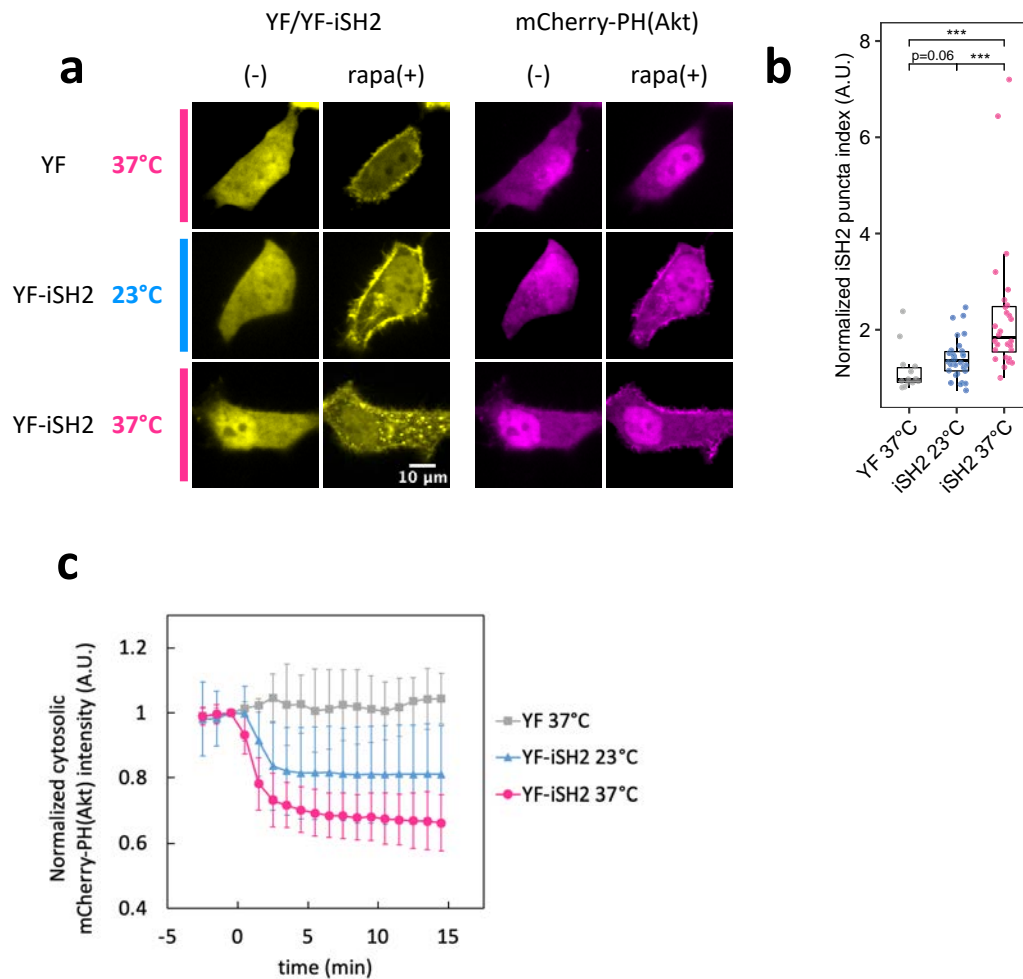 a
YF/YF-iSH2
mCherry-PH(Akt)
(-)
rapa(+)
(-)
rapa(+)
YF
37°C
YF-iSH2
23°C
YF-iSH2
37°C
10 µm
b
Normalized iSH2 puncta index (A.U.)
8
6
4
2
***
p=0.06
***
YF 37°C
iSH2 23°C
iSH2 37°C
c
Normalized cytosolic
mCherry-PH(Akt) intensity (A.U.)
1.2
1
0.8
0.6
0.4
-5
0
5
10
15
time (min)
YF 37°C
YF-iSH2 23°C
YF-iSH2 37°C